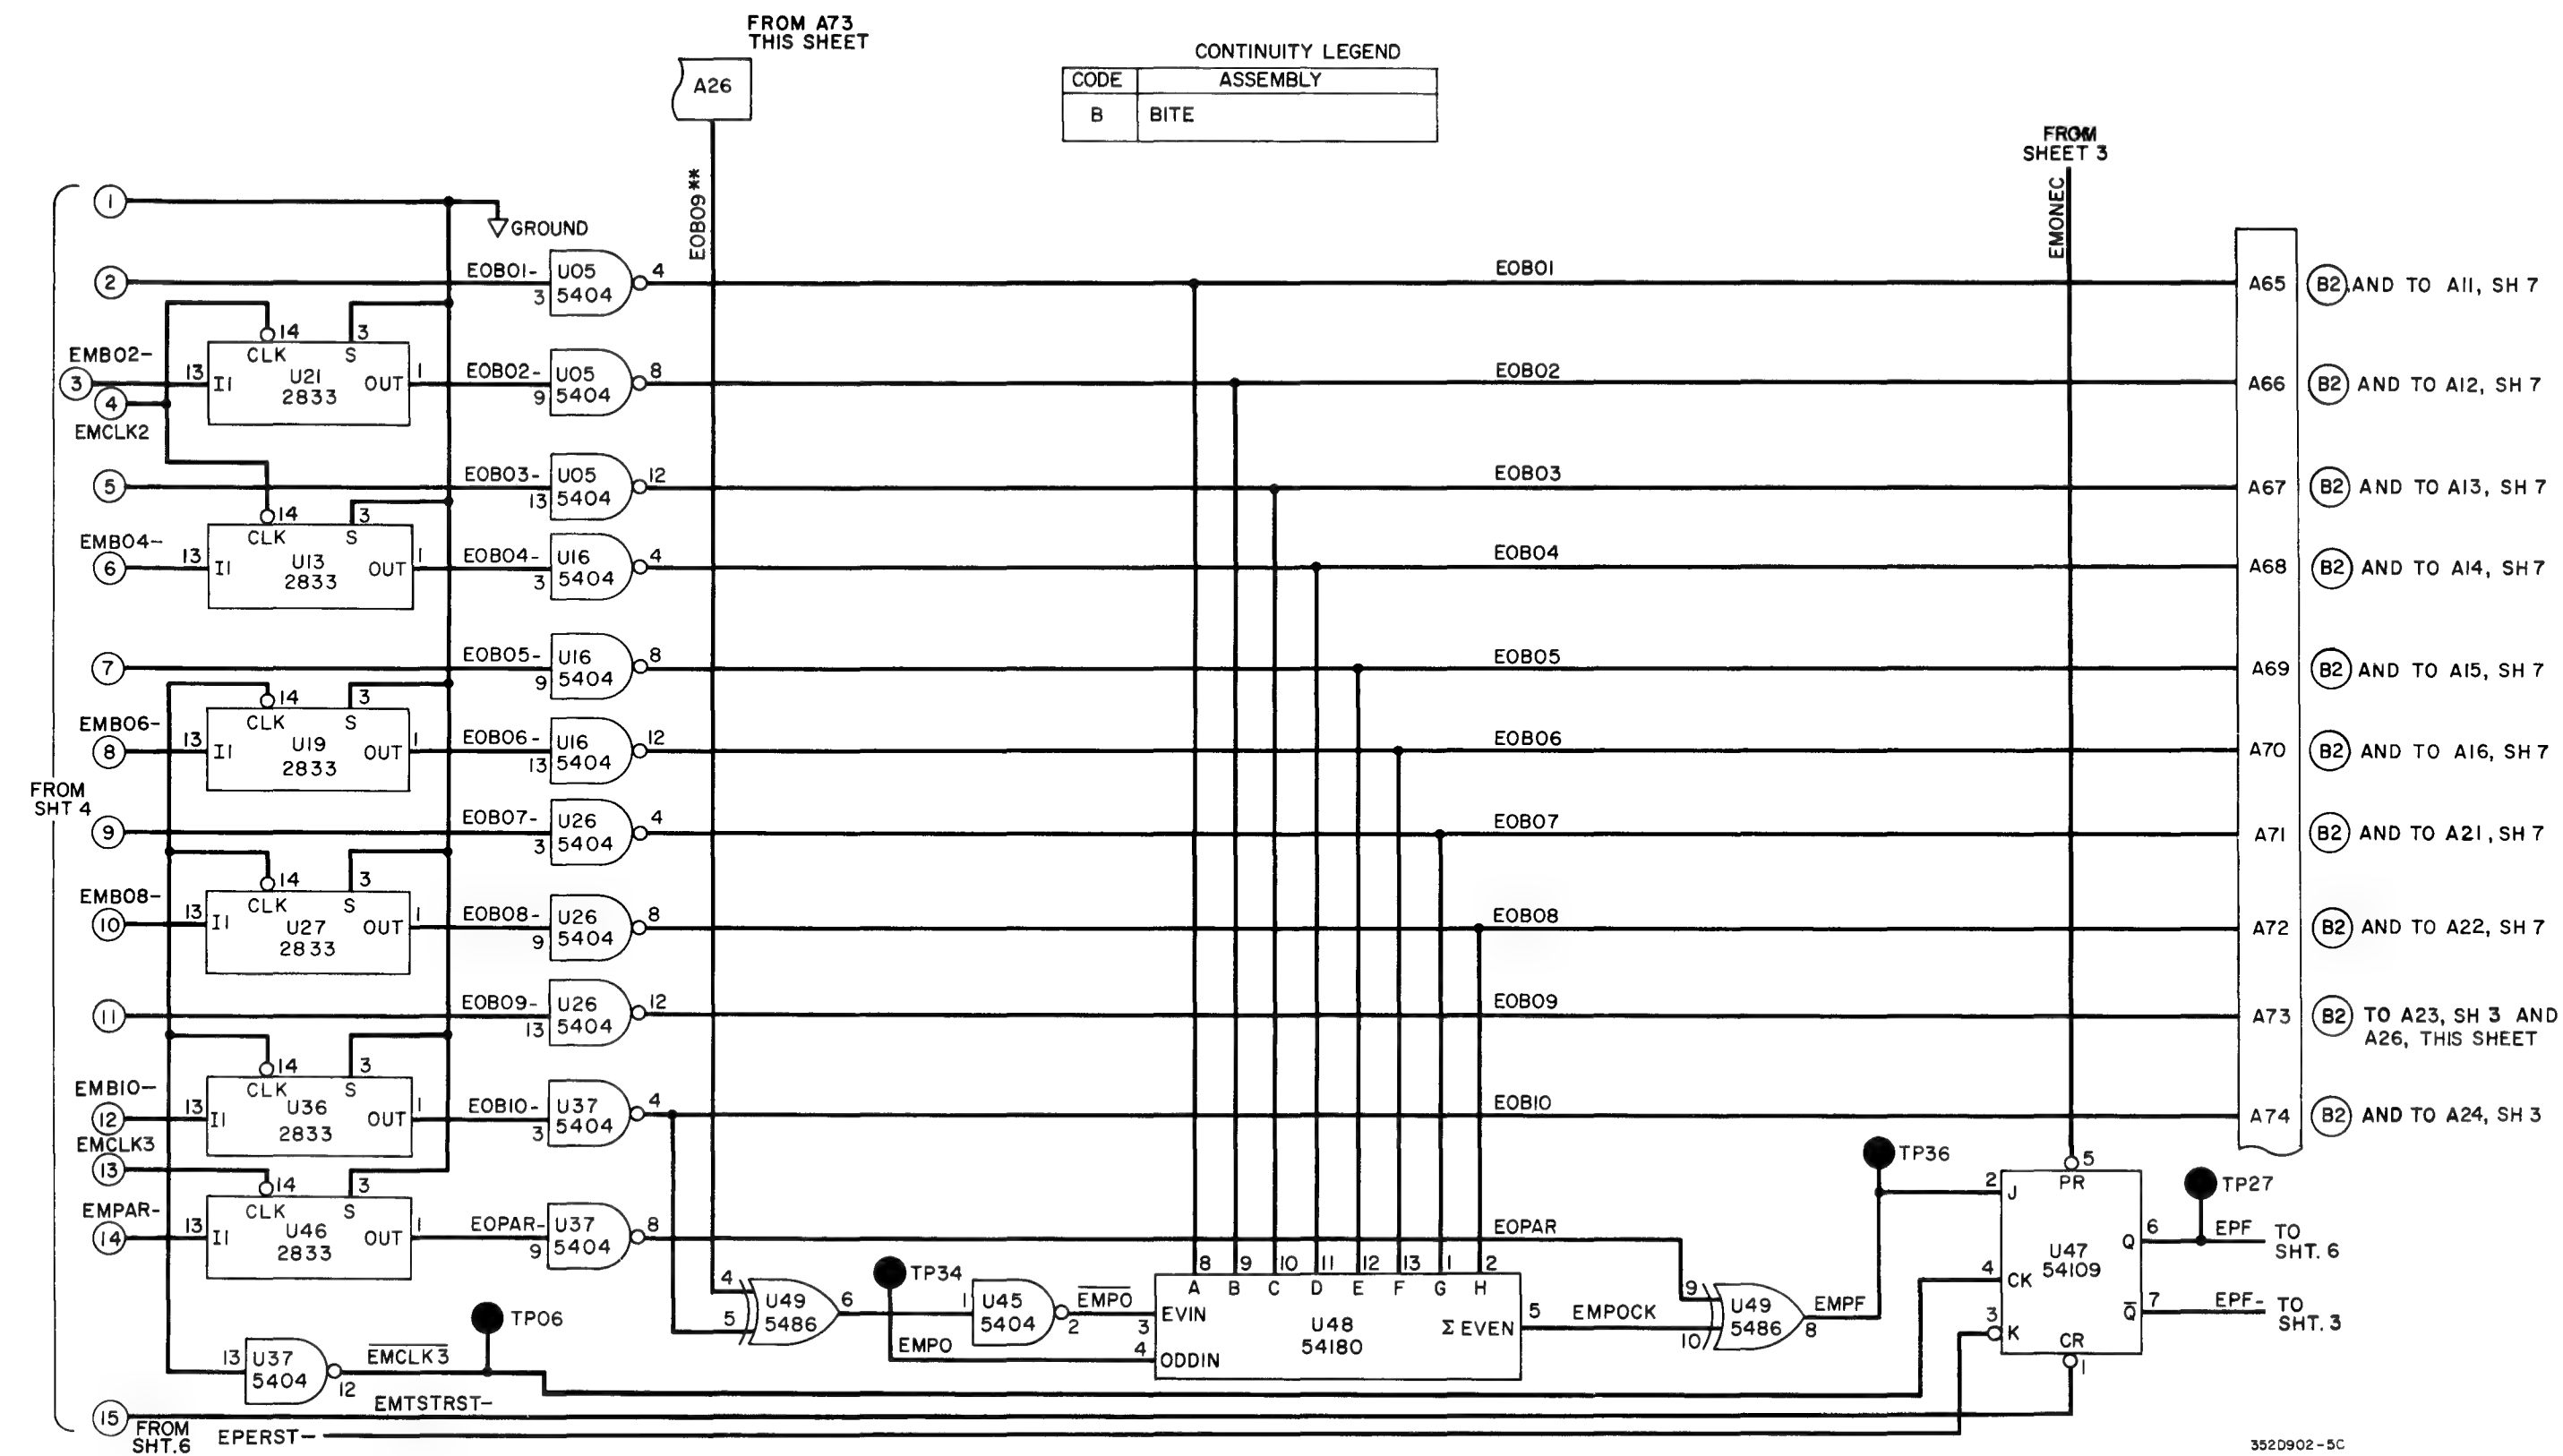 FROM A73
THIS SHEET
A26
EOB09**
CONTINUITY LEGEND
CODE ASSEMBLY
B BITE
FROM
SHEET 3
EMONEC
FROM
SHT 4
1
GROUND
2
EOB01-
U05
3 5404
4
EOB01
A65
B2 AND TO A11, SH 7
14 3
CLK S
EMB02-
3
13 I1 U21 OUT 1
2833
4
EMCLK2
EOB02-
U05
9 5404
8
EOB02
A66
B2 AND TO A12, SH 7
5
EOB03-
U05
13 5404
12
EOB03
A67
B2 AND TO A13, SH 7
14 3
CLK S
EMB04-
6
13 I1 U13 OUT 1
2833
EOB04-
U16
3 5404
4
EOB04
A68
B2 AND TO A14, SH 7
7
EOB05-
U16
9 5404
8
EOB05
A69
B2 AND TO A15, SH 7
14 3
CLK S
EMB06-
8
13 I1 U19 OUT 1
2833
EOB06-
U16
13 5404
12
EOB06
A70
B2 AND TO A16, SH 7
9
EOB07-
U26
3 5404
4
EOB07
A71
B2 AND TO A21, SH 7
14 3
CLK S
EMB08-
10
13 I1 U27 OUT 1
2833
EOB08-
U26
9 5404
8
EOB08
A72
B2 AND TO A22, SH 7
11
EOB09-
U26
13 5404
12
EOB09
A73
B2 TO A23, SH 3 AND
A26, THIS SHEET
14 3
CLK S
EMB10-
12
13 I1 U36 OUT 1
2833
EOB10-
U37
3 5404
4
EOB10
A74
B2 AND TO A24, SH 3
EMCLK3
13
14 3
CLK S
EMPAR-
14
13 I1 U46 OUT 1
2833
EOPAR-
U37
9 5404
8
EOPAR
4
5
U49
5486
6
TP34
EMPO
1 U45
5404
2
EMPO
8 9 10 11 12 13 1 2
A B C D E F G H
3 EVIN
4 ODDIN
U48
54180
Σ EVEN 5
EMPOCK
9
10
U49
5486
8
EMPF
TP36
5
PR
2 J
4 CK
3 K
U47
54109
Q 6
Q 7
CR
1
TP27
EPF TO
SHT. 6
EPF- TO
SHT. 3
13 U37
5404
12
EMCLK3
TP06
15
EMTSTRST-
FROM
SHT.6
EPERST-
352D902-5C